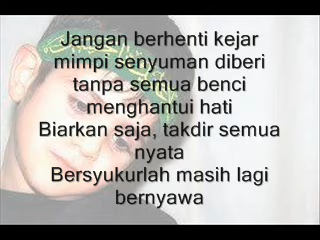 Jangan berhenti kejar
mimpi senyuman diberi
tanpa semua benci
menghantui hati
Biarkan saja, takdir semua
nyata
Bersyukurlah masih lagi
bernyawa